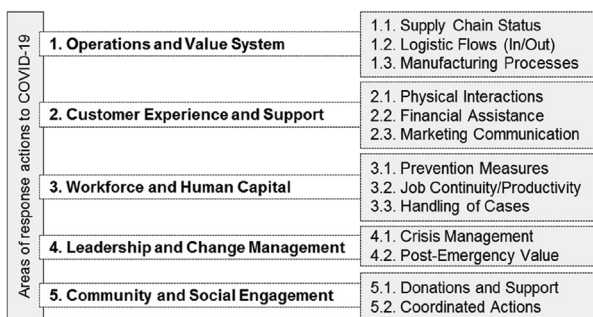 Areas of response actions to COVID-19
1. Operations and Value System
1.1. Supply Chain Status
1.2. Logistic Flows (In/Out)
1.3. Manufacturing Processes
2. Customer Experience and Support
2.1. Physical Interactions
2.2. Financial Assistance
2.3. Marketing Communication
3. Workforce and Human Capital
3.1. Prevention Measures
3.2. Job Continuity/Productivity
3.3. Handling of Cases
4. Leadership and Change Management
4.1. Crisis Management
4.2. Post-Emergency Value
5. Community and Social Engagement
5.1. Donations and Support
5.2. Coordinated Actions